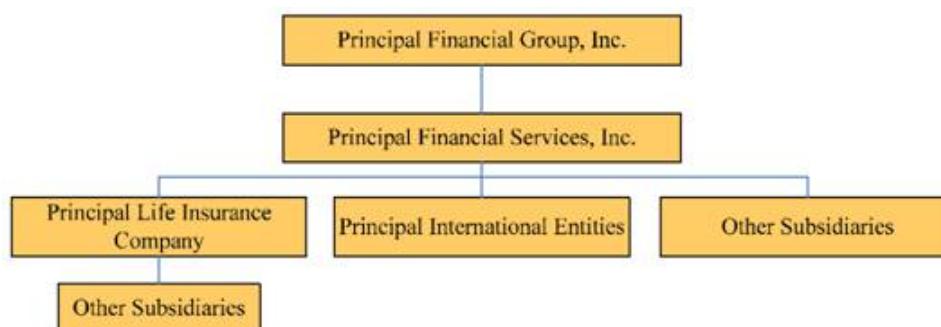 Principal Financial Group, Inc.
Principal Financial Services, Inc.
Principal Life Insurance
Company
Principal International Entities
Other Subsidiaries
Other Subsidiaries